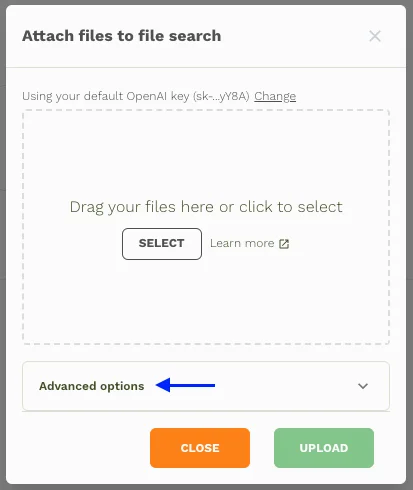 Attach files to file search
Using your default OpenAI key (sk-...yY8A) Change
Drag your files here or click to select
SELECT Learn more
Advanced options
CLOSE UPLOAD